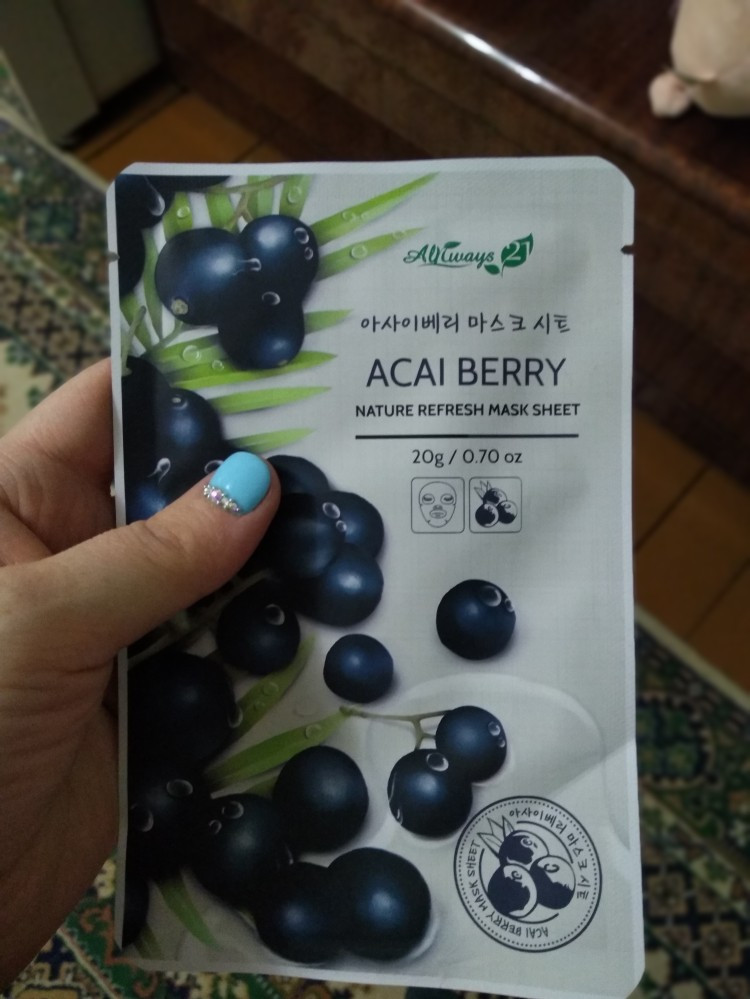 Allways 21
아사이베리 마스크 시트
ACAI BERRY
NATURE REFRESH MASK SHEET
20g / 0.70 oz
아사이베리 마스크 시트
ACAI BERRY MASK SHEET